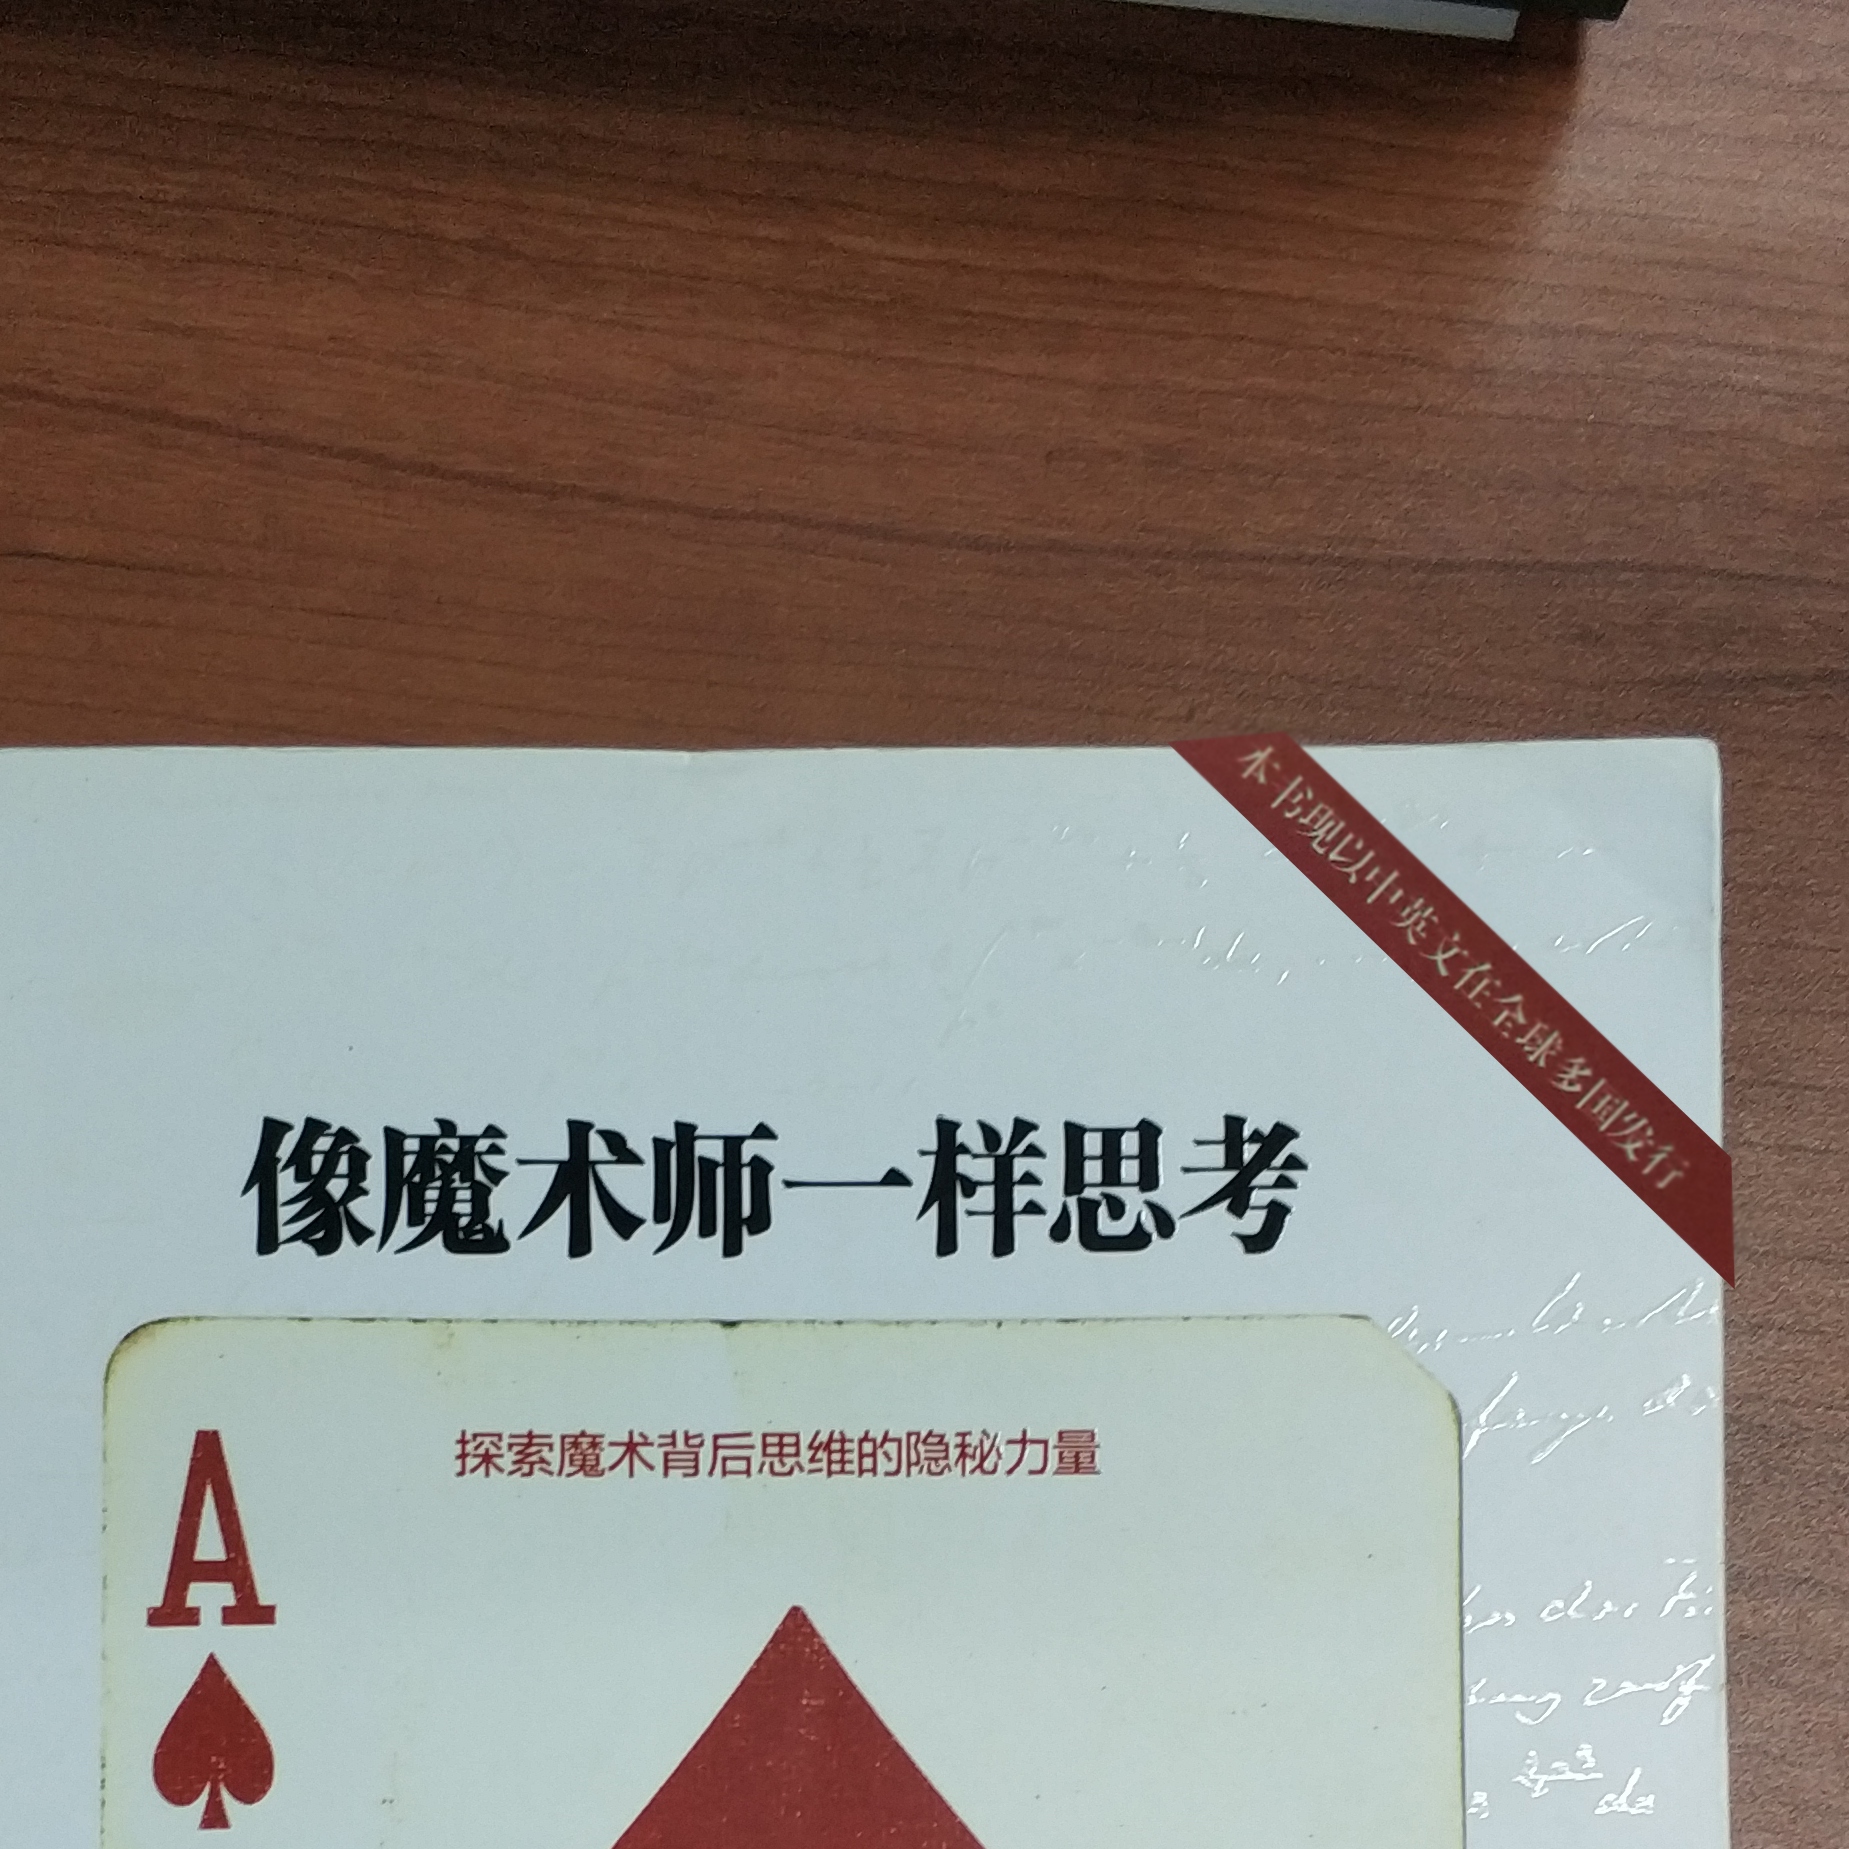 本书现以中英文在全球多国发行
像魔术师一样思考
探索魔术背后思维的隐秘力量
A